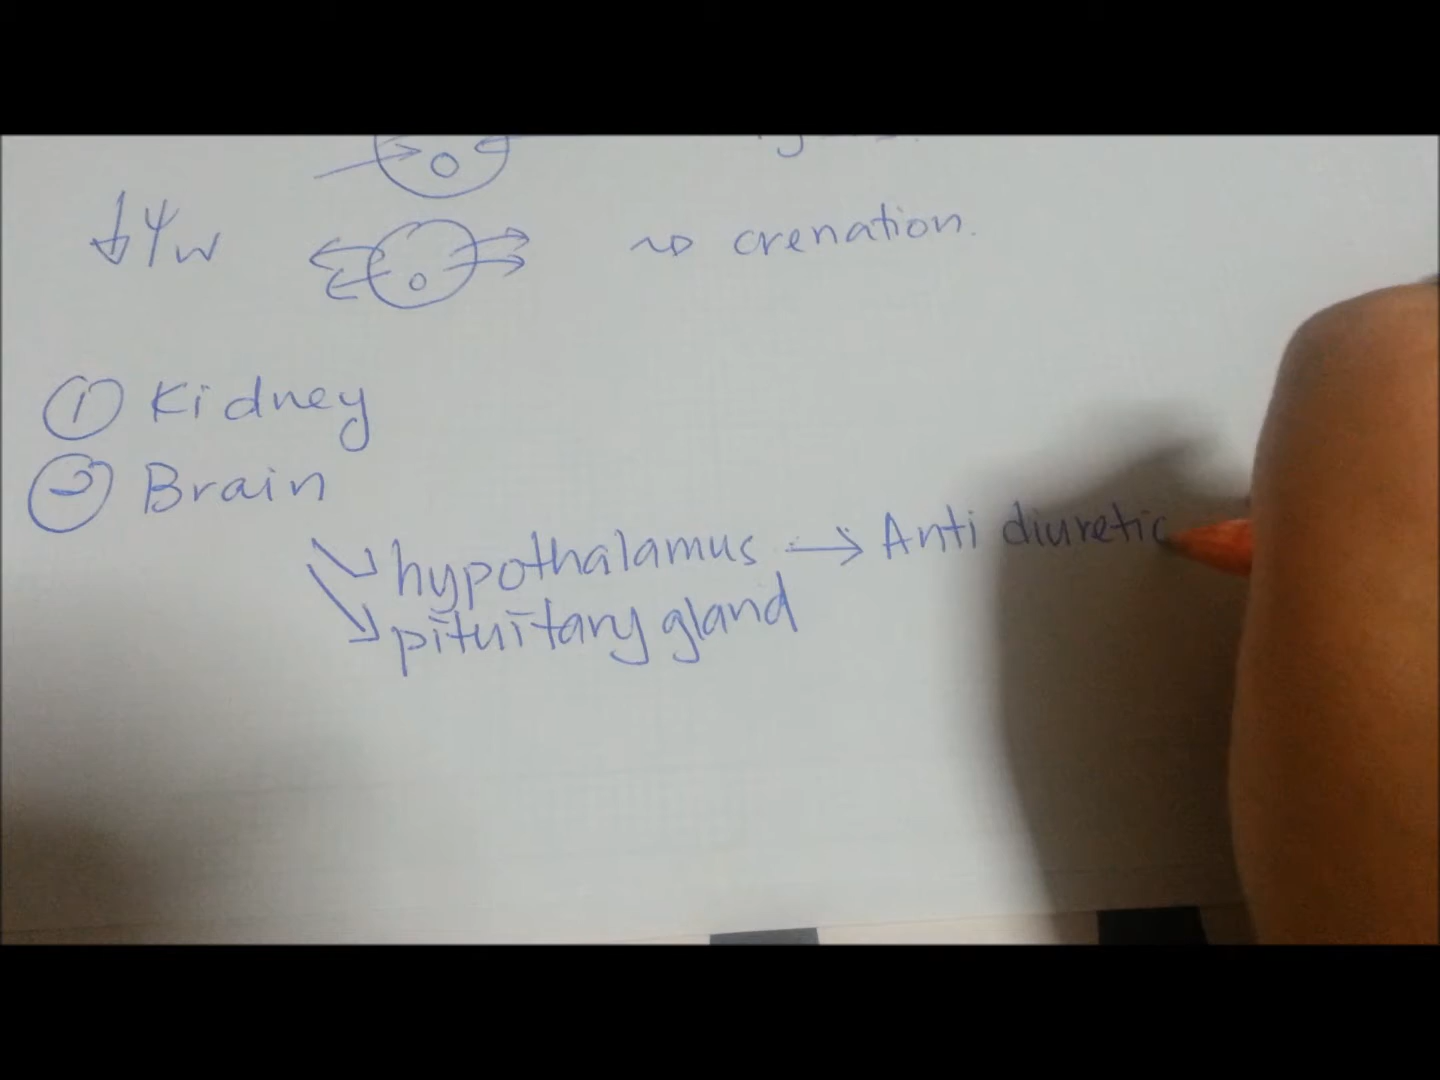 ↓Ψw → crenation.
① Kidney
② Brain
hypothalamus → Anti diuretic
pituitary gland